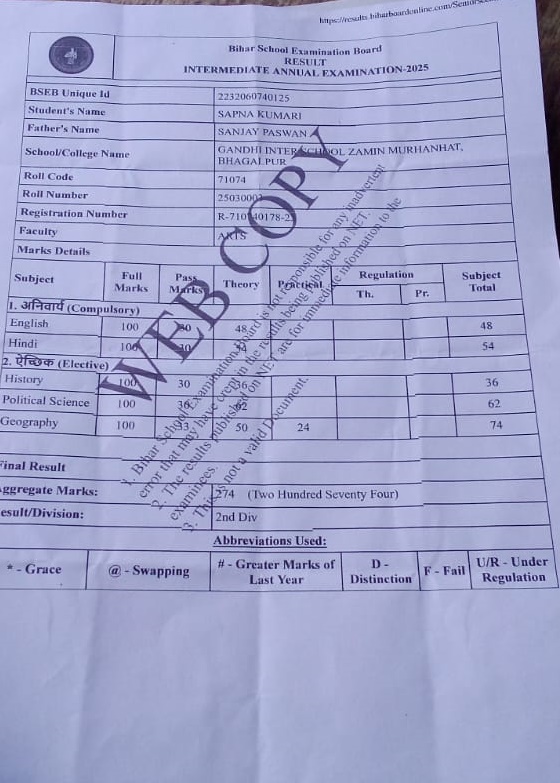 https://results.biharboardonline.com/
Bihar School Examination Board
RESULT
INTERMEDIATE ANNUAL EXAMINATION-2025
BSEB Unique Id 2232060740125
Student's Name SAPNA KUMARI
Father's Name SANJAY PASWAN
School/College Name GANDHI INTER SCHOOL ZAMIN MURHANHAT,
BHAGALPUR
Roll Code 71074
Roll Number
Registration Number
Faculty ARTS
Marks Details
Subject Full Marks Pass Marks Theory Practical Regulation Th. Pr. Subject Total
1. अनिवार्य (Compulsory)
English 100 30 48 48
Hindi 100 30 54
2. ऐच्छिक (Elective)
History 100 30 36 36
Political Science 100 30 62 62
Geography 100 33 50 24 74
Final Result
Aggregate Marks: 274 (Two Hundred Seventy Four)
Result/Division: 2nd Div
Abbreviations Used:
* - Grace @ - Swapping # - Greater Marks of Last Year D - Distinction F - Fail U/R - Under Regulation
WEB COPY
1. Bihar School Examination Board is not responsible for any inadvertent
error that may have crept in the results being published on NET.
2. The results published on NET are for immediate information to the
examinees.
3. This is not a valid Document.